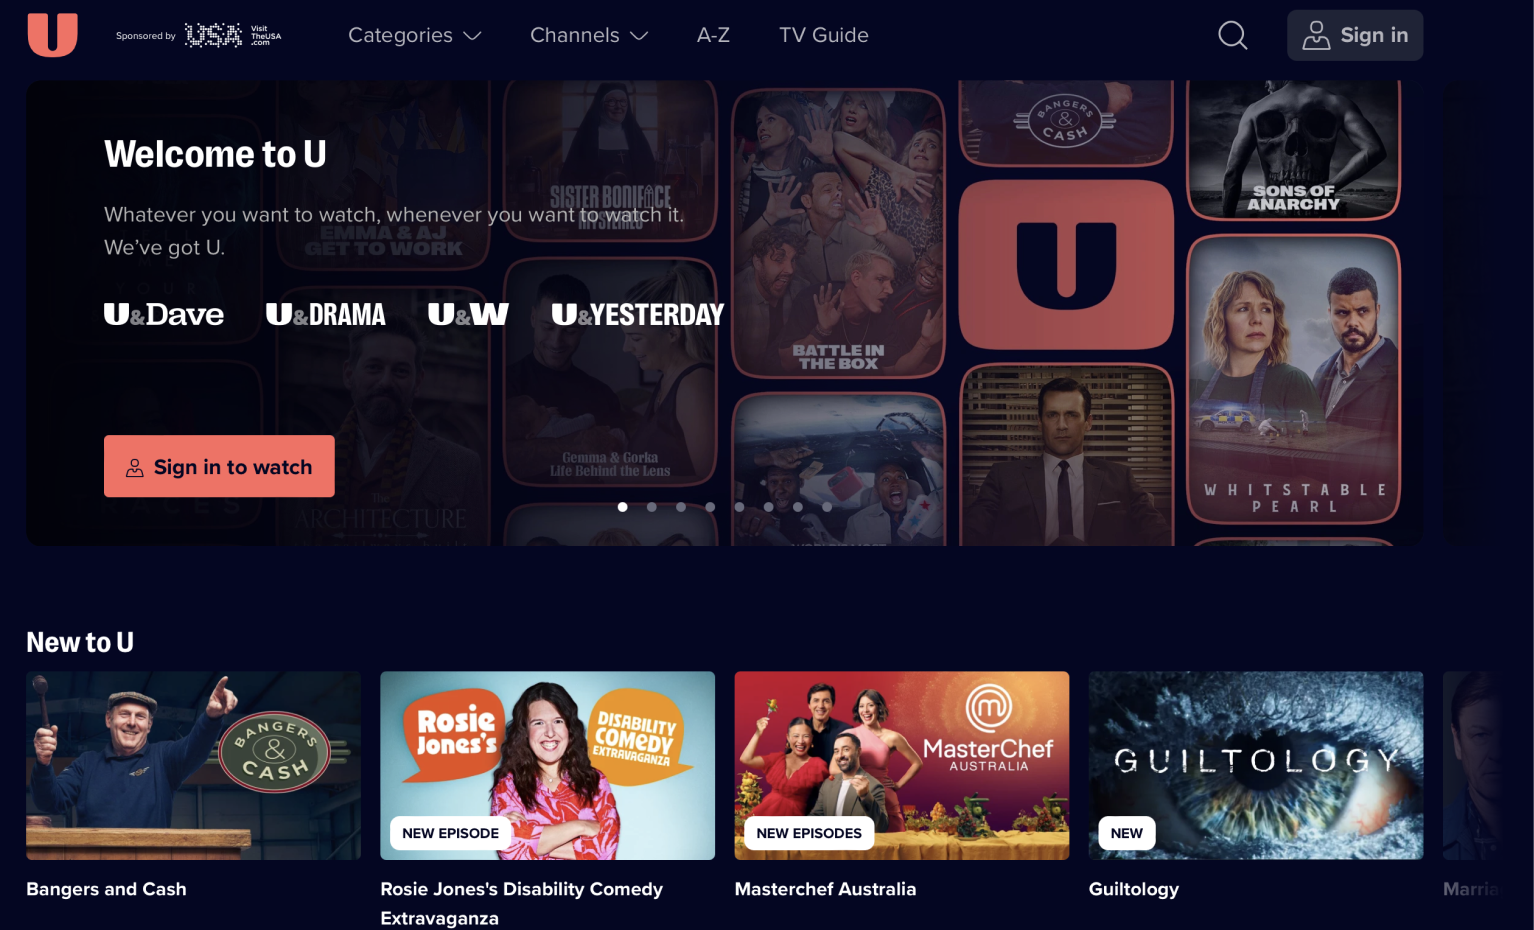 U
Sponsored by USA Visit TheUSA .com
Categories
Channels
A-Z
TV Guide
Sign in
Welcome to U
Whatever you want to watch, whenever you want to watch it.
We've got U.
U&Dave
U&DRAMA
U&W
U&YESTERDAY
Sign in to watch
SISTER BONIFACE
MYSTERIES
EMMA & AJ
GET TO WORK
Gemma & Gorka
Life Behind the Lens
The
ARCHITECTURE
BATTLE IN
THE BOX
BANGERS
&
CASH
U
SONS OF
ANARCHY
WHITSTABLE
PEARL
New to U
BANGERS
&
CASH
Bangers and Cash
Rosie
Jones's
DISABILITY
COMEDY
EXTRAVAGANZA
NEW EPISODE
Rosie Jones's Disability Comedy
Extravaganza
MasterChef
AUSTRALIA
NEW EPISODES
Masterchef Australia
GUILTOLOGY
NEW
Guiltology
Marria